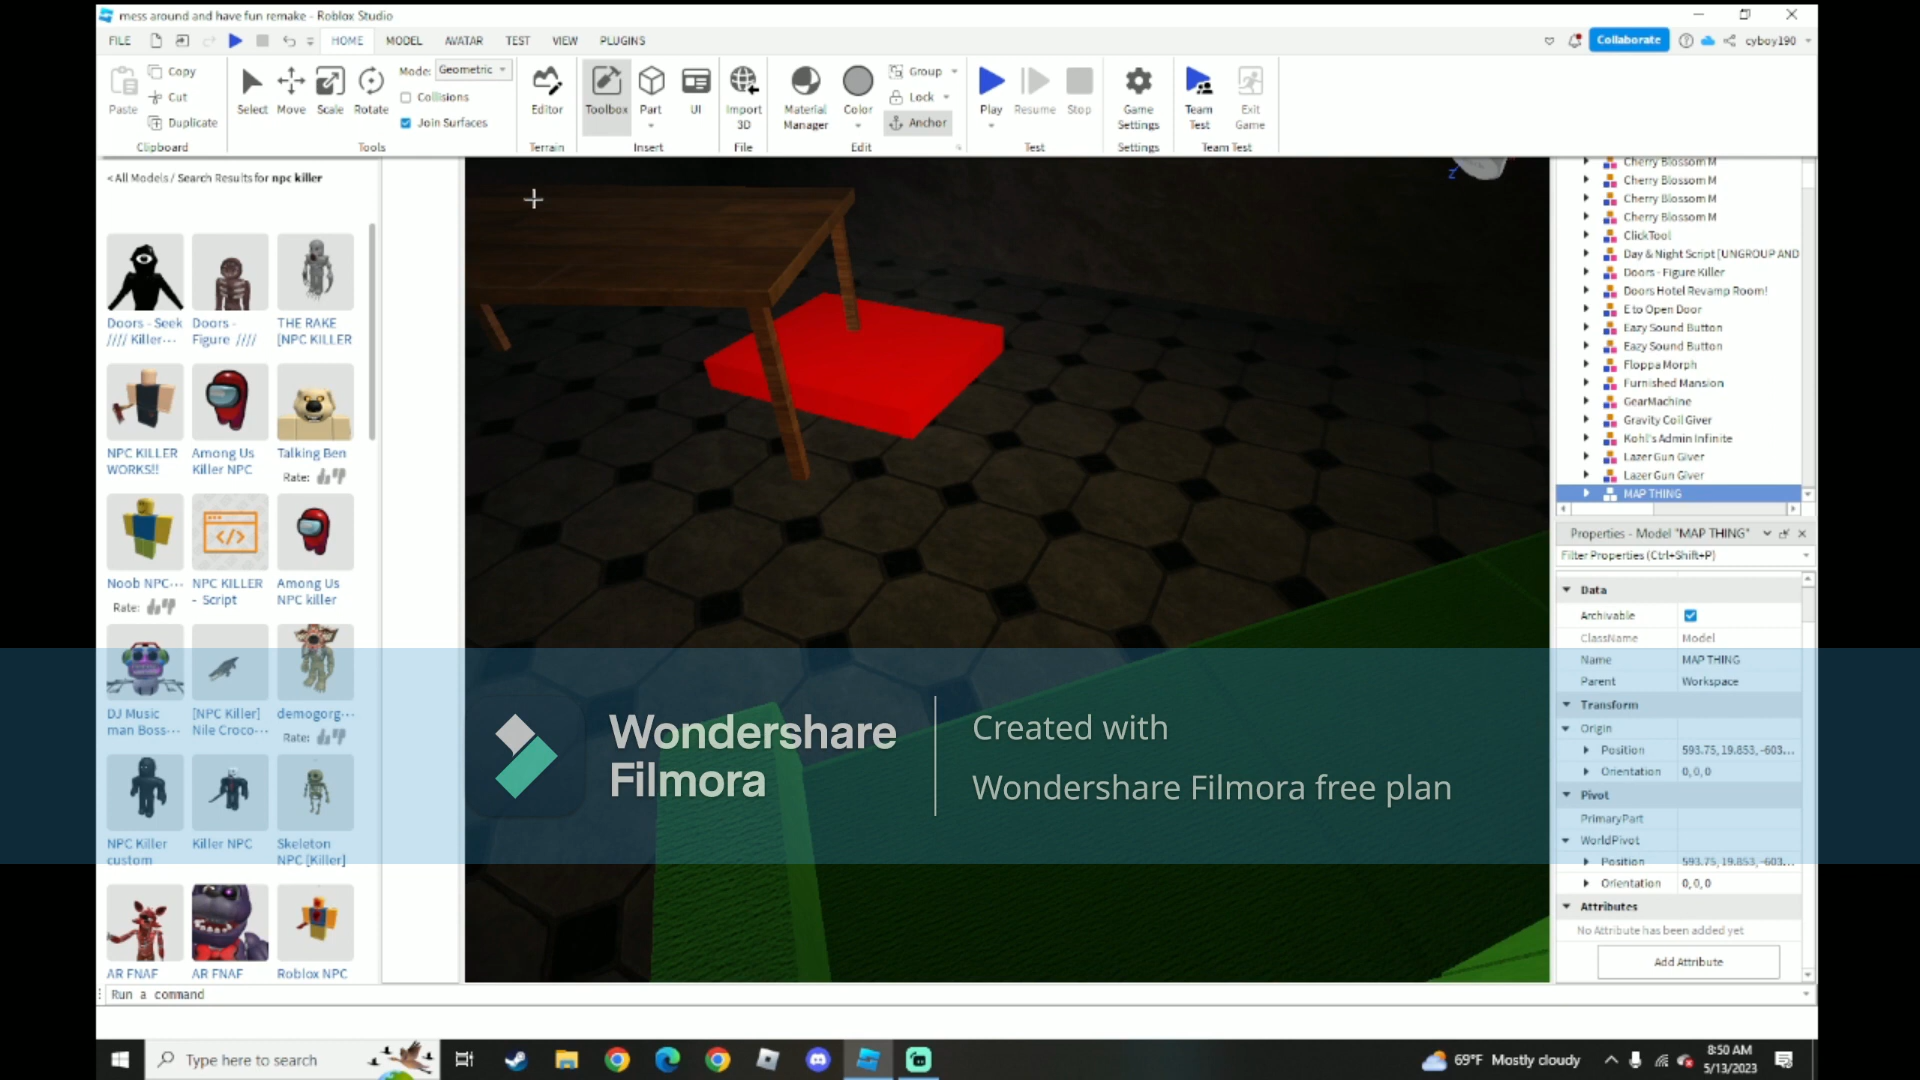 mess around and have fun remake - Roblox Studio
FILE HOME MODEL AVATAR TEST VIEW PLUGINS
Collaborate cyboy190
Paste Copy Cut Duplicate
Clipboard
Select Move Scale Rotate
Mode: Geometric
Collisions
Join Surfaces
Tools
Editor
Terrain
Toolbox Part UI
Insert
Import
3D
File
Material
Manager
Color
Group
Lock
Anchor
Edit
Play Resume Stop
Test
Game
Settings
Settings
Team
Test
Exit
Game
Team Test
<All Models / Search Results for npc killer
Doors - Seek
//// Killer···
Doors -
Figure ////
THE RAKE
[NPC KILLER
NPC KILLER
WORKS!!
Among Us
Killer NPC
Talking Ben
Rate:
Noob NPC···
Rate:
NPC KILLER
- Script
Among Us
NPC killer
DJ Music
man Boss···
[NPC Killer]
Nile Croco···
demogorg···
Rate:
NPC Killer
custom
Killer NPC
Skeleton
NPC [Killer]
AR FNAF
AR FNAF
Roblox NPC
Z
Cherry Blossom M
Cherry Blossom M
Cherry Blossom M
Cherry Blossom M
ClickTool
Day & Night Script [UNGROUP AND
Doors - Figure Killer
Doors Hotel Revamp Room!
E to Open Door
Eazy Sound Button
Eazy Sound Button
Floppa Morph
Furnished Mansion
GearMachine
Gravity Coil Giver
Kohl's Admin Infinite
Lazer Gun Giver
Lazer Gun Giver
MAP THING
Properties - Model "MAP THING"
Filter Properties (Ctrl+Shift+P)
Data
Archivable
ClassName Model
Name MAP THING
Parent Workspace
Transform
Origin
Position 593.75, 19.853, -603...
Orientation 0, 0, 0
Pivot
PrimaryPart
WorldPivot
Position 593.75, 19.853, -603...
Orientation 0, 0, 0
Attributes
No Attribute has been added yet
Add Attribute
Wondershare
Filmora
Created with
Wondershare Filmora free plan
Run a command
Type here to search
69°F Mostly cloudy
8:50 AM
5/13/2023